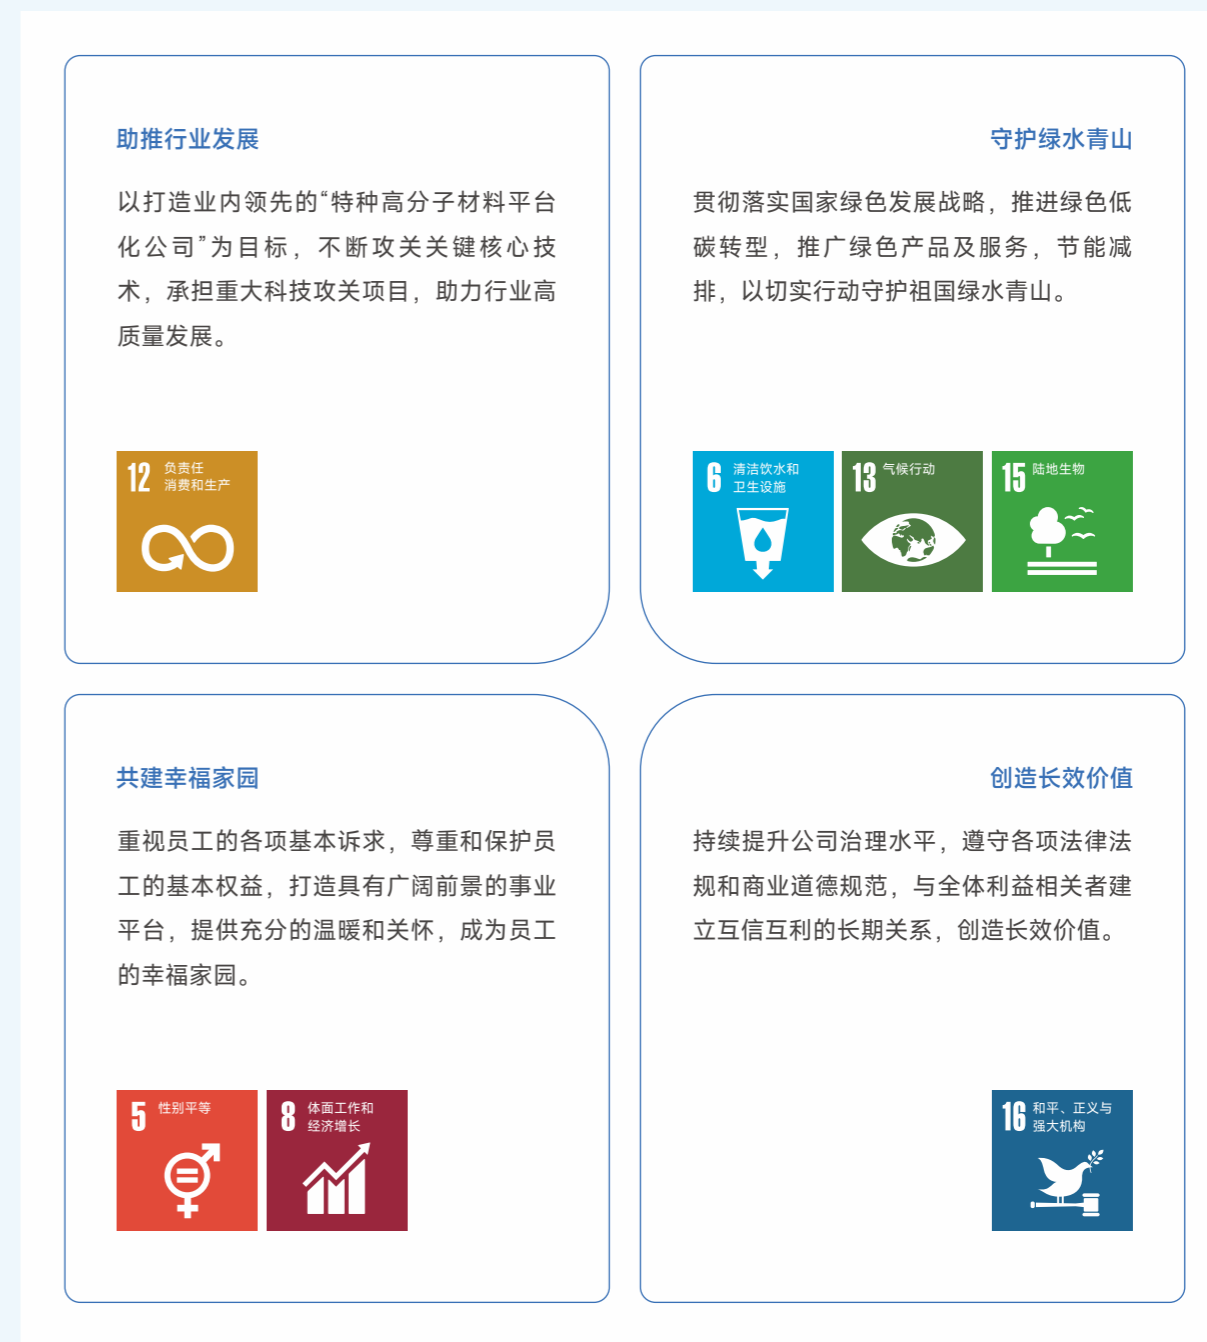 助推行业发展
以打造业内领先的“特种高分子材料平台
化公司”为目标，不断攻关关键核心技
术，承担重大科技攻关项目，助力行业高
质量发展。
12 负责任
消费和生产
守护绿水青山
贯彻落实国家绿色发展战略，推进绿色低
碳转型，推广绿色产品及服务，节能减
排，以切实行动守护祖国绿水青山。
6 清洁饮水和
卫生设施
13 气候行动
15 陆地生物
共建幸福家园
重视员工的各项基本诉求，尊重和保护员
工的基本权益，打造具有广阔前景的事业
平台，提供充分的温暖和关怀，成为员工
的幸福家园。
5 性别平等
8 体面工作和
经济增长
创造长效价值
持续提升公司治理水平，遵守各项法律法
规和商业道德规范，与全体利益相关者建
立互信互利的长期关系，创造长效价值。
16 和平、正义与
强大机构